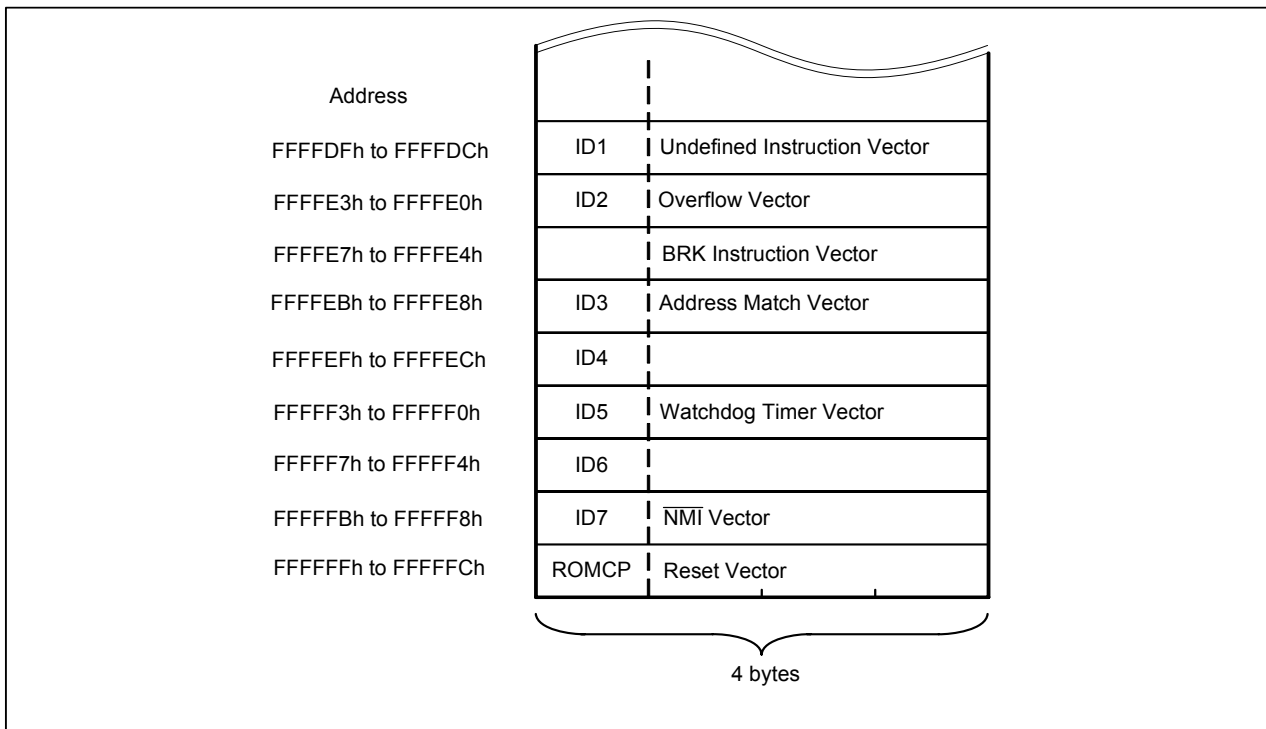 Address
FFFFDFh to FFFFDCh ID1 Undefined Instruction Vector
FFFFE3h to FFFFE0h ID2 Overflow Vector
FFFFE7h to FFFFE4h BRK Instruction Vector
FFFFEBh to FFFFE8h ID3 Address Match Vector
FFFFEFh to FFFFECh ID4
FFFFF3h to FFFFF0h ID5 Watchdog Timer Vector
FFFFF7h to FFFFF4h ID6
FFFFFBh to FFFFF8h ID7 N̅M̅I̅ Vector
FFFFFFh to FFFFFCh ROMCP Reset Vector
4 bytes